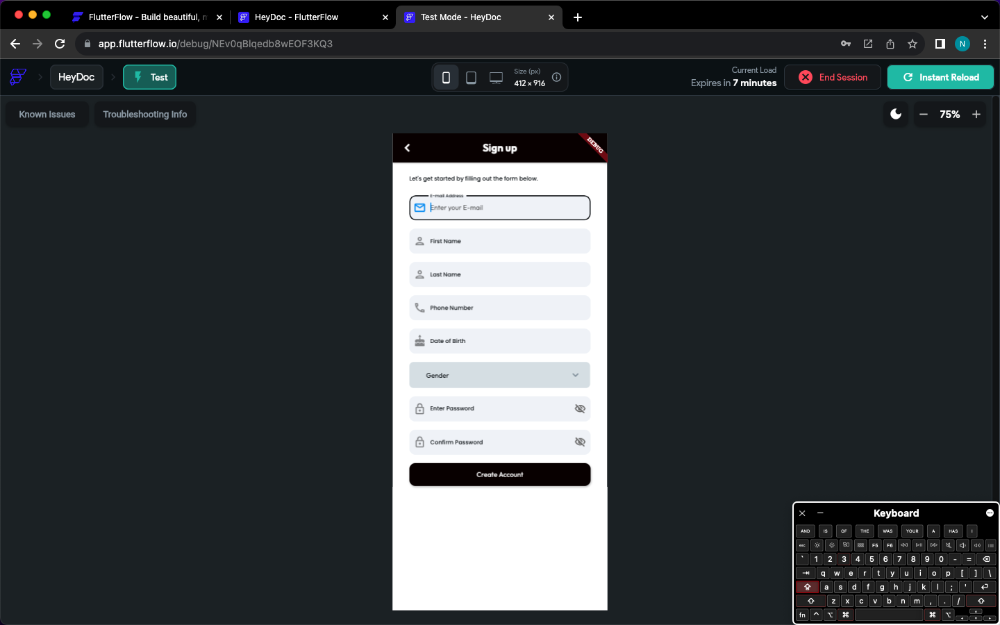 FlutterFlow - Build beautiful,
HeyDoc - FlutterFlow
Test Mode - HeyDoc
app.flutterflow.io/debug/NEv0qBlqedb8wEOF3KQ3
N
HeyDoc
Test
Size (px)
412 × 916
Current Load
Expires in 7 minutes
End Session
Instant Reload
Known Issues
Troubleshooting Info
75%
Sign up
DEBUG
Let's get started by filling out the form below.
E-mail Address
Enter your E-mail
First Name
Last Name
Phone Number
Date of Birth
Gender
Enter Password
Confirm Password
Create Account
Keyboard
AND IS OF THE WAS YOUR A HAS I
esc F5 F6
` 1 2 3 4 5 6 7 8 9 0 - =
q w e r t y u i o p [ ] \
a s d f g h j k l ; '
z x c v b n m , . /
fn ^ ⌥ ⌘ ⌘ ⌥